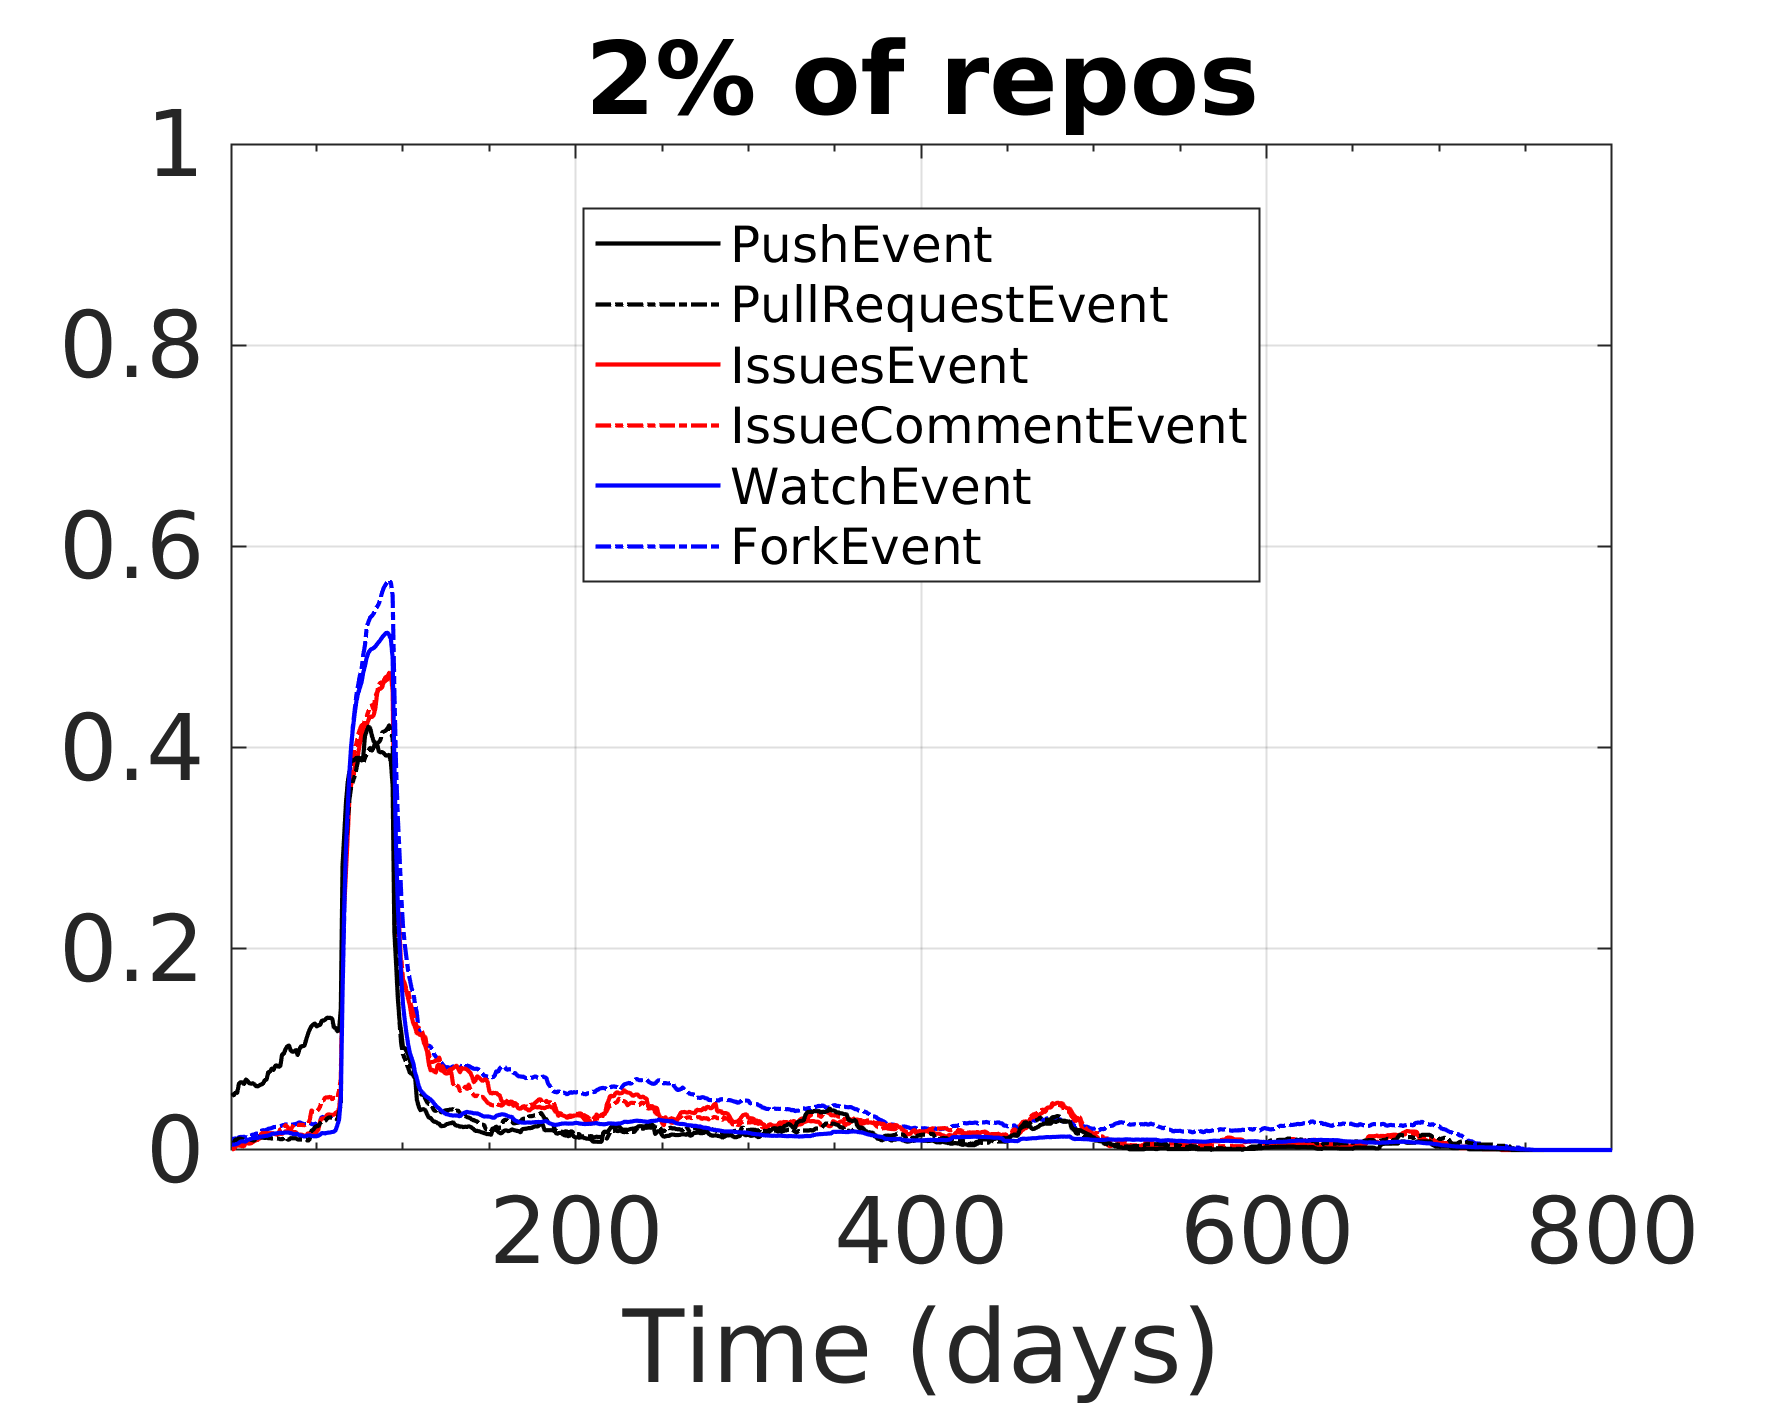 2% of repos
1
0.8
0.6
0.4
0.2
0
PushEvent
PullRequestEvent
IssuesEvent
IssueCommentEvent
WatchEvent
ForkEvent
200 400 600 800
Time (days)